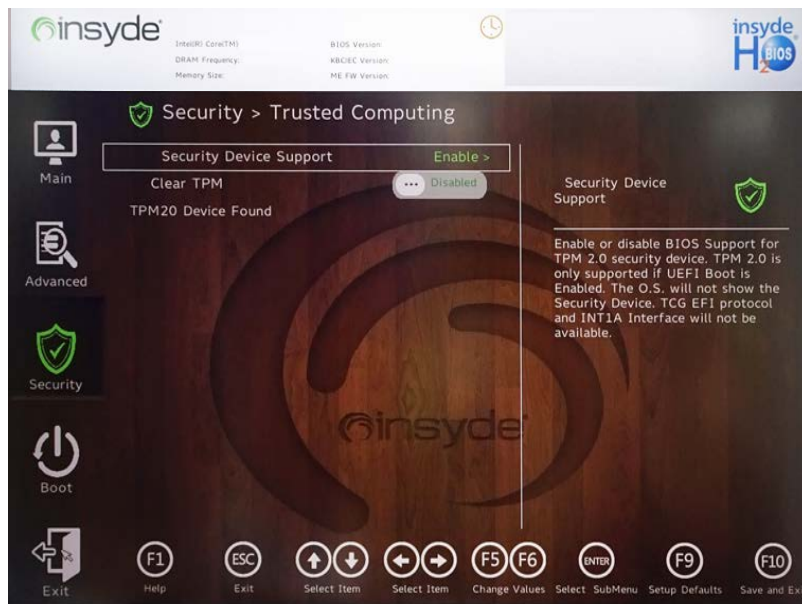 insyde
Intel(R) Core(TM)
DRAM Frequency:
Memory Size:
BIOS Version:
KBC/EC Version:
ME FW Version:
insyde
H2O
BIOS
Security > Trusted Computing
Security Device Support Enable >
Clear TPM Disabled
TPM20 Device Found
Security Device
Support
Enable or disable BIOS Support for
TPM 2.0 security device. TPM 2.0 is
only supported if UEFI Boot is
Enabled. The O.S. will not show the
Security Device. TCG EFI protocol
and INT1A Interface will not be
available.
Main
Advanced
Security
Boot
Exit
insyde
F1 Help
ESC Exit
Select Item
Select Item
F5 F6 Change Values
ENTER Select SubMenu
F9 Setup Defaults
F10 Save and Ex